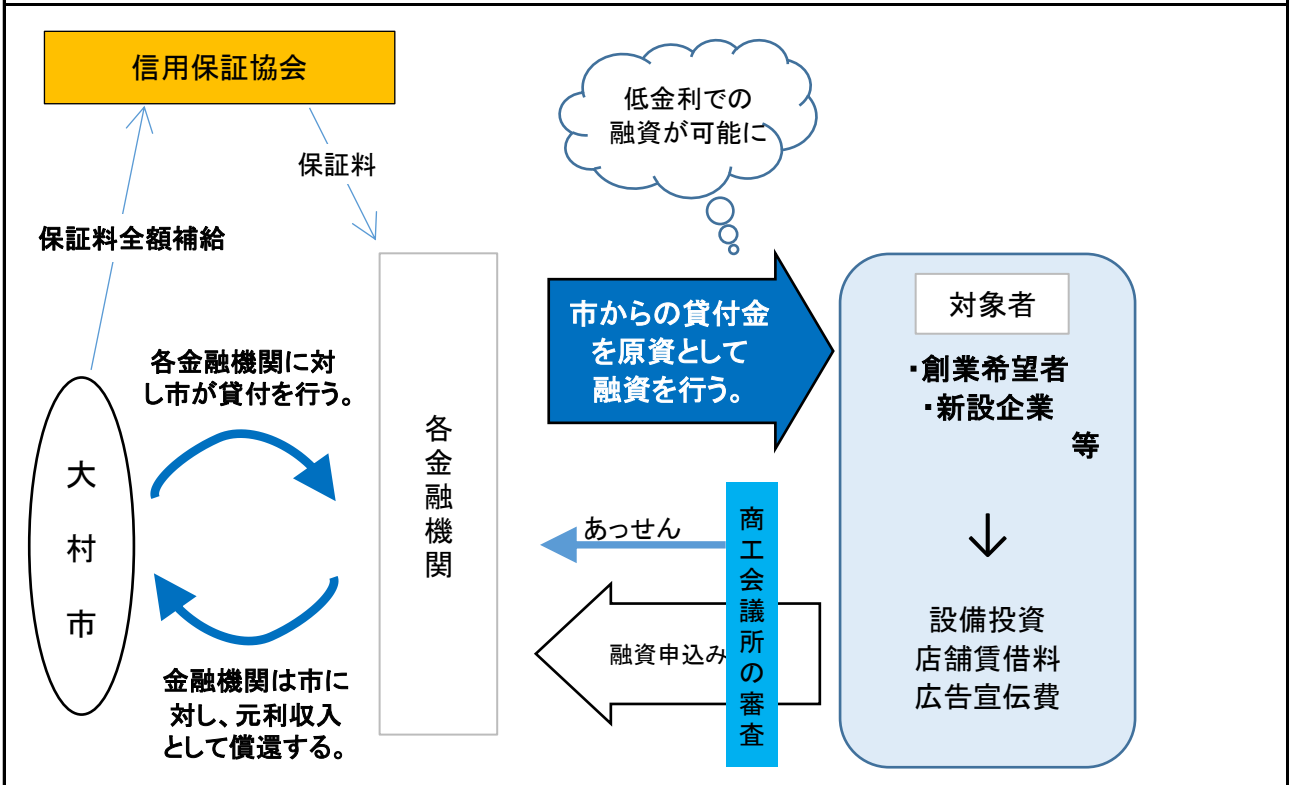 信用保証協会
低金利での
融資が可能に
保証料
保証料全額補給
市からの貸付金
を原資として
融資を行う。
対象者
・創業希望者
・新設企業
等
各金融機関に対
し市が貸付を行う。
大村市
各金融機関
あっせん
商工会議所の審査
融資申込み
↓
設備投資
店舗賃借料
広告宣伝費
金融機関は市に
対し、元利収入
として償還する。